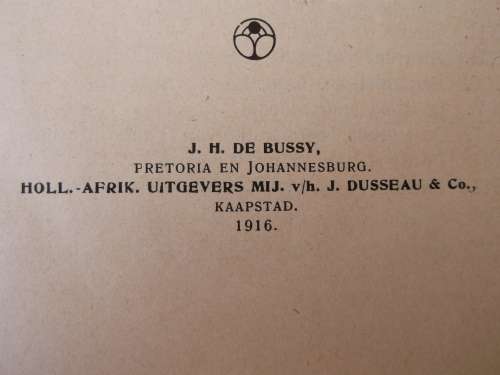 J. H. DE BUSSY,
PRETORIA EN JOHANNESBURG.
HOLL.-AFRIK. UITGEVERS MIJ. v/h. J. DUSSEAU & Co.,
KAAPSTAD.
1916.